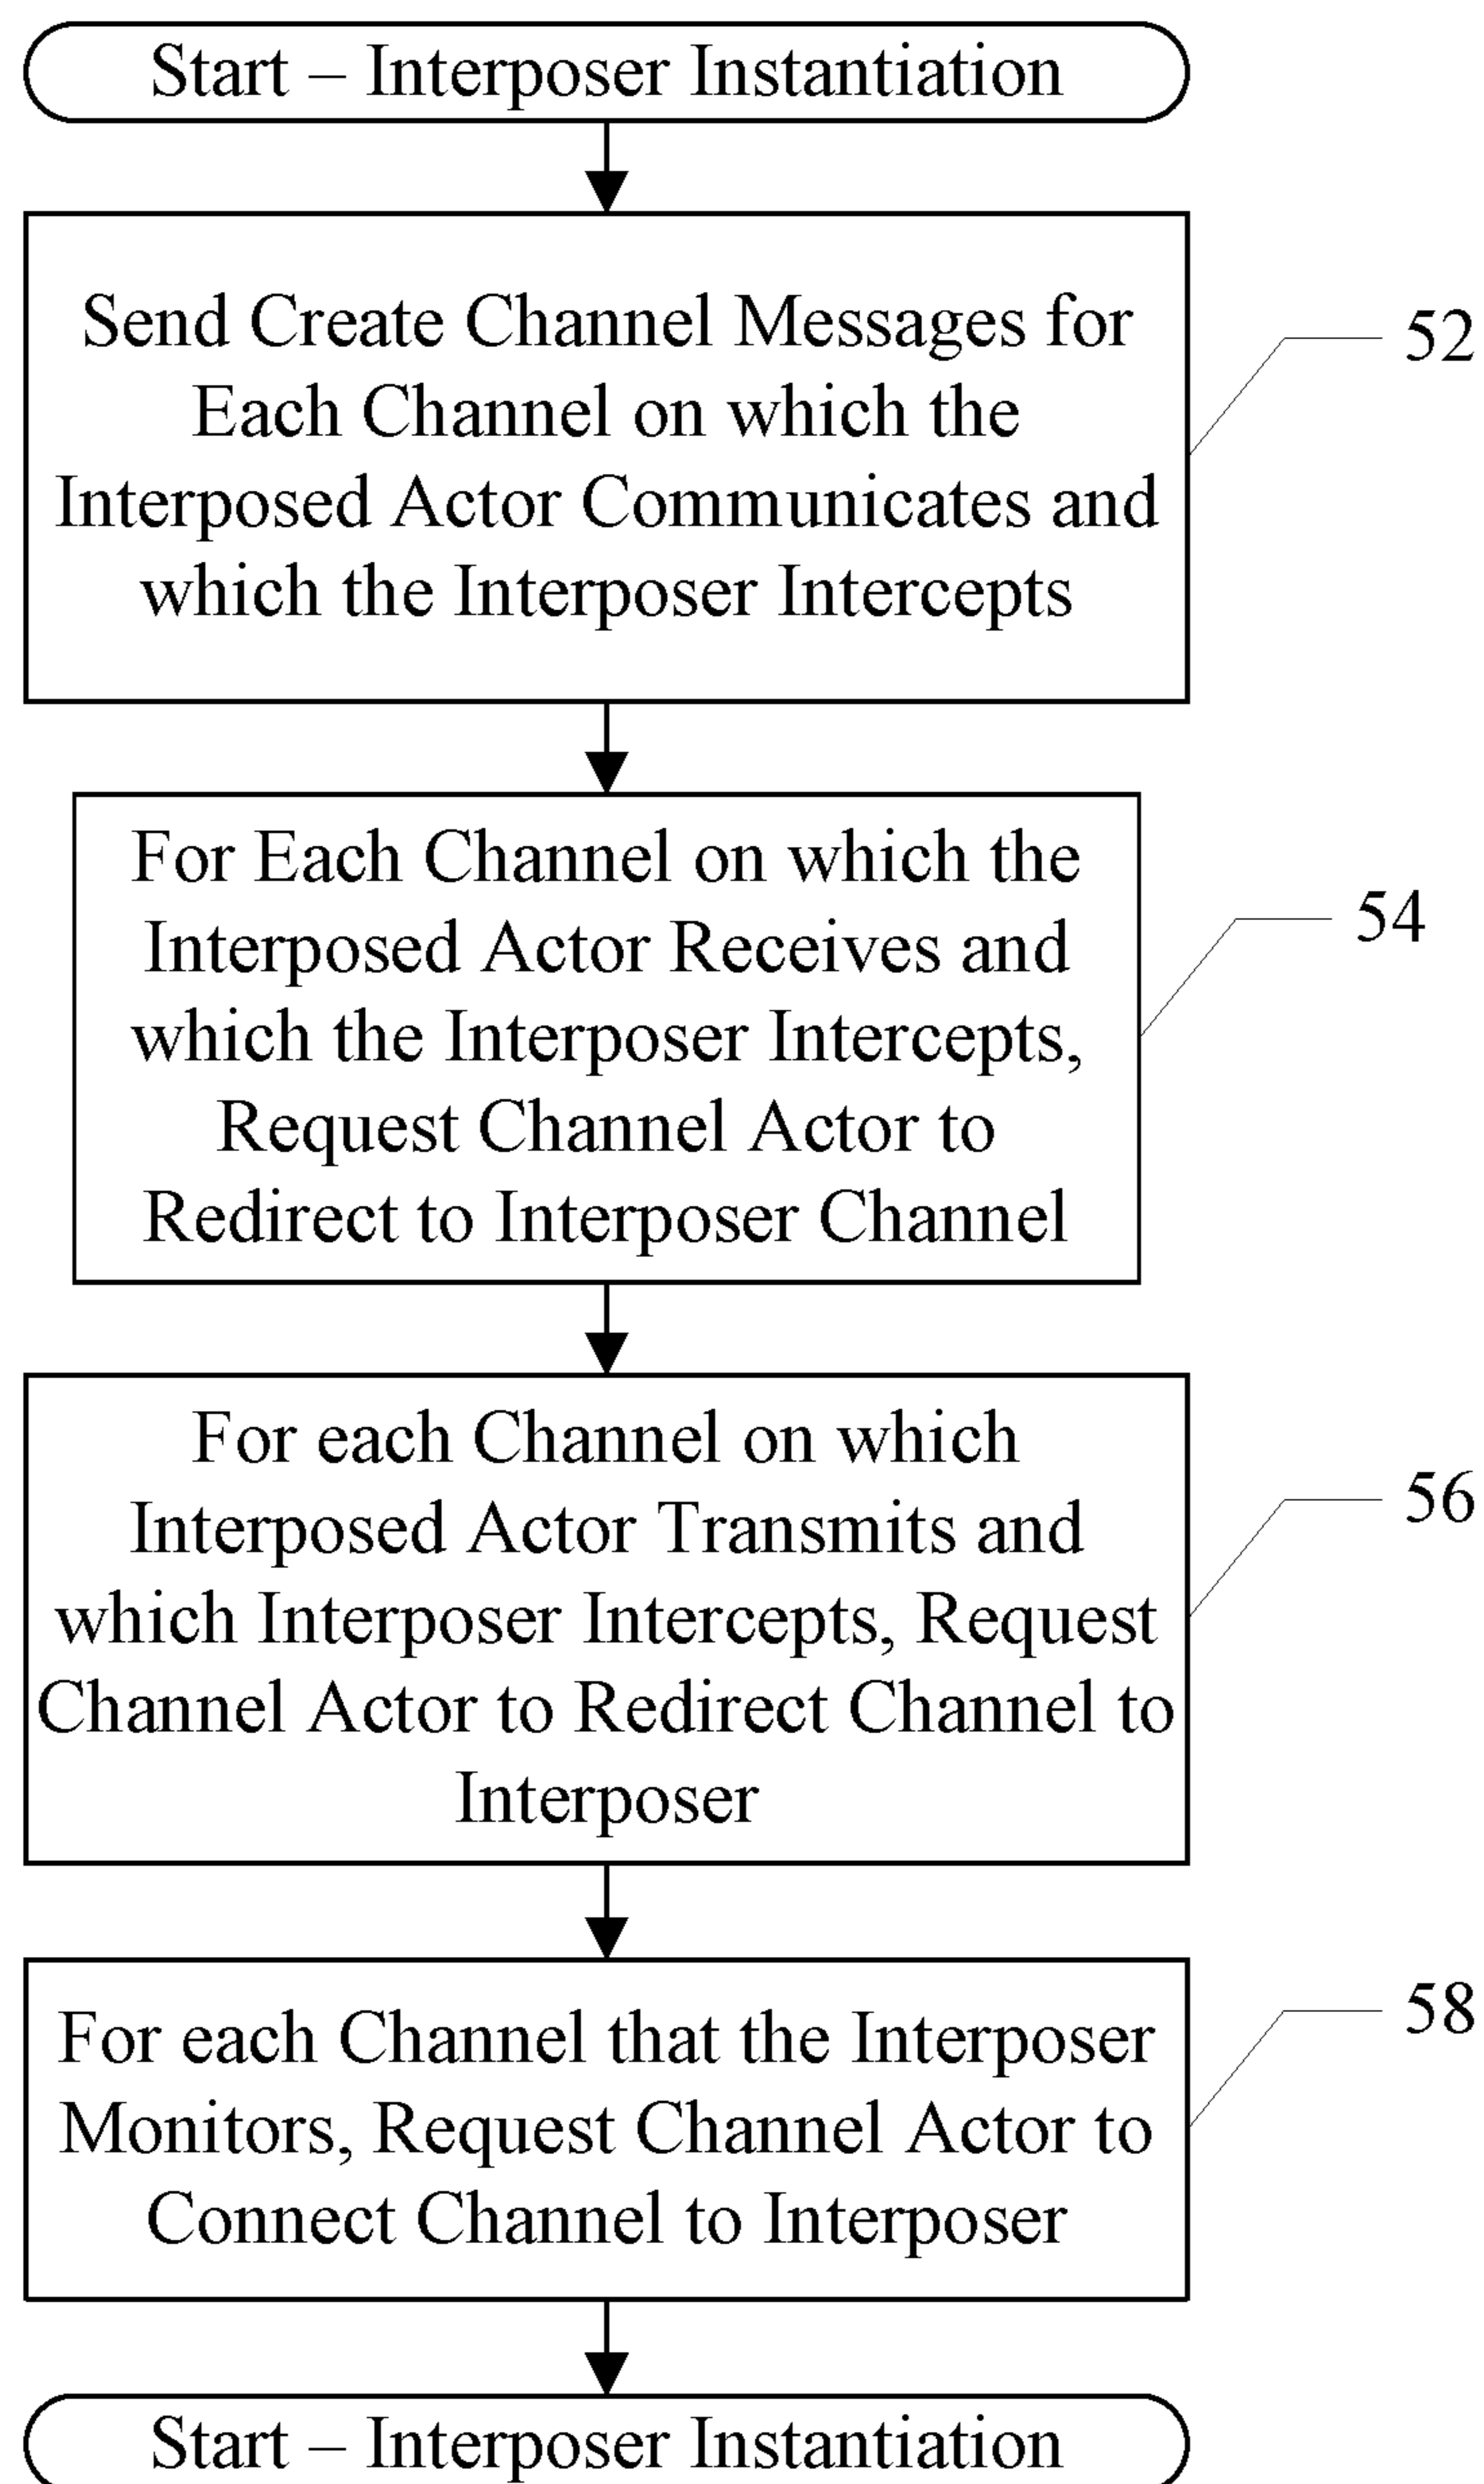 Start – Interposer Instantiation
Send Create Channel Messages for
Each Channel on which the
Interposed Actor Communicates and
which the Interposer Intercepts
52
For Each Channel on which the
Interposed Actor Receives and
which the Interposer Intercepts,
Request Channel Actor to
Redirect to Interposer Channel
54
For each Channel on which
Interposed Actor Transmits and
which Interposer Intercepts, Request
Channel Actor to Redirect Channel to
Interposer
56
For each Channel that the Interposer
Monitors, Request Channel Actor to
Connect Channel to Interposer
58
Start – Interposer Instantiation